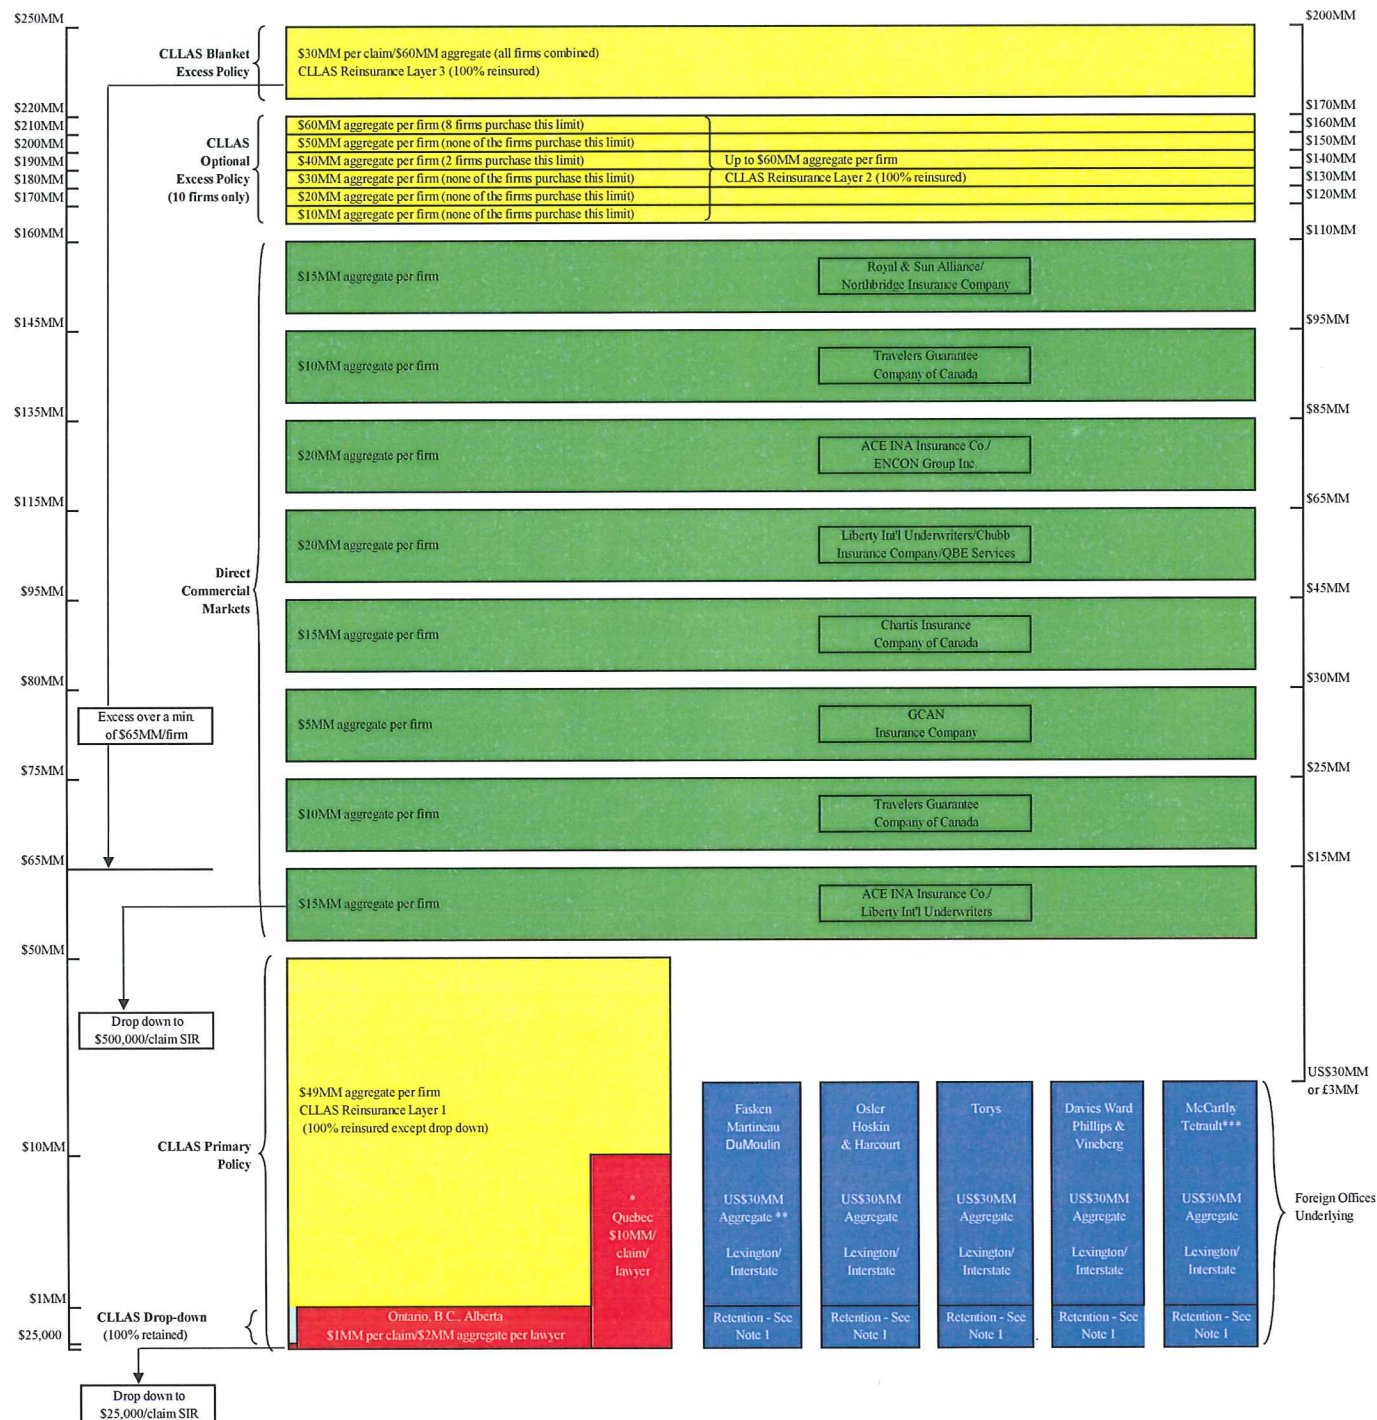 $250MM
$200MM
CLLAS Blanket
Excess Policy
$30MM per claim/$60MM aggregate (all firms combined)
CLLAS Reinsurance Layer 3 (100% reinsured)
$220MM
$210MM
$200MM
$190MM
$180MM
$170MM
$160MM
CLLAS
Optional
Excess Policy
(10 firms only)
$60MM aggregate per firm (8 firms purchase this limit)
$50MM aggregate per firm (none of the firms purchase this limit)
$40MM aggregate per firm (2 firms purchase this limit)
$30MM aggregate per firm (none of the firms purchase this limit)
$20MM aggregate per firm (none of the firms purchase this limit)
$10MM aggregate per firm (none of the firms purchase this limit)
Up to $60MM aggregate per firm
CLLAS Reinsurance Layer 2 (100% reinsured)
$170MM
$160MM
$150MM
$140MM
$130MM
$120MM
$110MM
$15MM aggregate per firm
Royal & Sun Alliance/
Northbridge Insurance Company
$145MM
$95MM
$10MM aggregate per firm
Travelers Guarantee
Company of Canada
$135MM
$85MM
$20MM aggregate per firm
ACE INA Insurance Co./
ENCON Group Inc.
$115MM
$65MM
$20MM aggregate per firm
Liberty Int'l Underwriters/Chubb
Insurance Company/QBE Services
Direct
Commercial
Markets
$95MM
$45MM
$15MM aggregate per firm
Chartis Insurance
Company of Canada
$80MM
$30MM
Excess over a min.
of $65MM/firm
$5MM aggregate per firm
GCAN
Insurance Company
$75MM
$25MM
$10MM aggregate per firm
Travelers Guarantee
Company of Canada
$65MM
$15MM
$15MM aggregate per firm
ACE INA Insurance Co./
Liberty Int'l Underwriters
$50MM
Drop down to
$500,000/claim SIR
$49MM aggregate per firm
CLLAS Reinsurance Layer 1
(100% reinsured except drop down)
CLLAS Primary
Policy
$10MM
*
Quebec
$10MM/
claim/
lawyer
US$30MM
or £3MM
Fasken
Martineau
DuMoulin
US$30MM
Aggregate **
Lexington/
Interstate
Retention - See
Note 1
Osler
Hoskin
& Harcourt
US$30MM
Aggregate
Lexington/
Interstate
Retention - See
Note 1
Torys
US$30MM
Aggregate
Lexington/
Interstate
Retention - See
Note 1
Davies Ward
Phillips &
Vineberg
US$30MM
Aggregate
Lexington/
Interstate
Retention - See
Note 1
McCarthy
Tetrault***
US$30MM
Aggregate
Lexington/
Interstate
Retention - See
Note 1
Foreign Offices
Underlying
$1MM
CLLAS Drop-down
(100% retained)
$25,000
Ontario, B.C., Alberta
$1MM per claim/$2MM aggregate per lawyer
Drop down to
$25,000/claim SIR